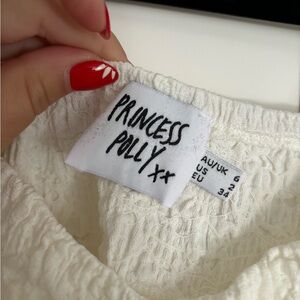 PRINCESS
POLLY xx
AU/UK 6
US 2
EU 34